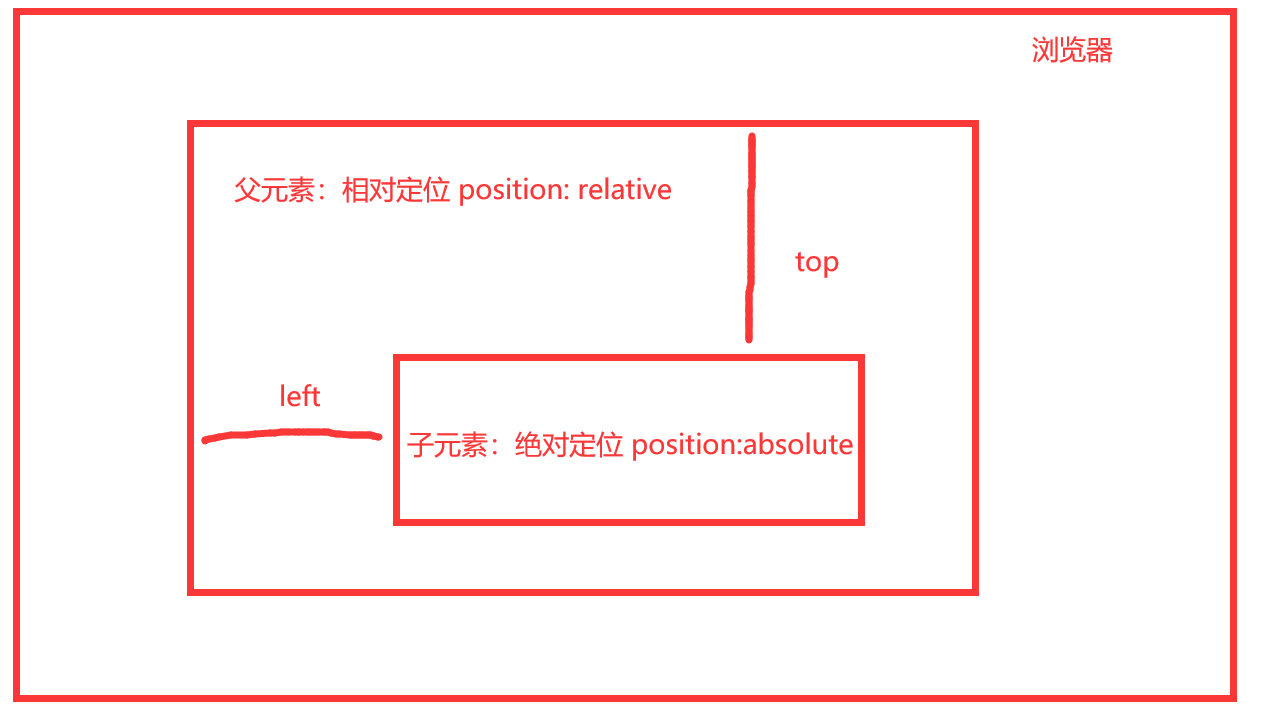 浏览器
父元素：相对定位 position: relative
top
left
子元素：绝对定位 position:absolute